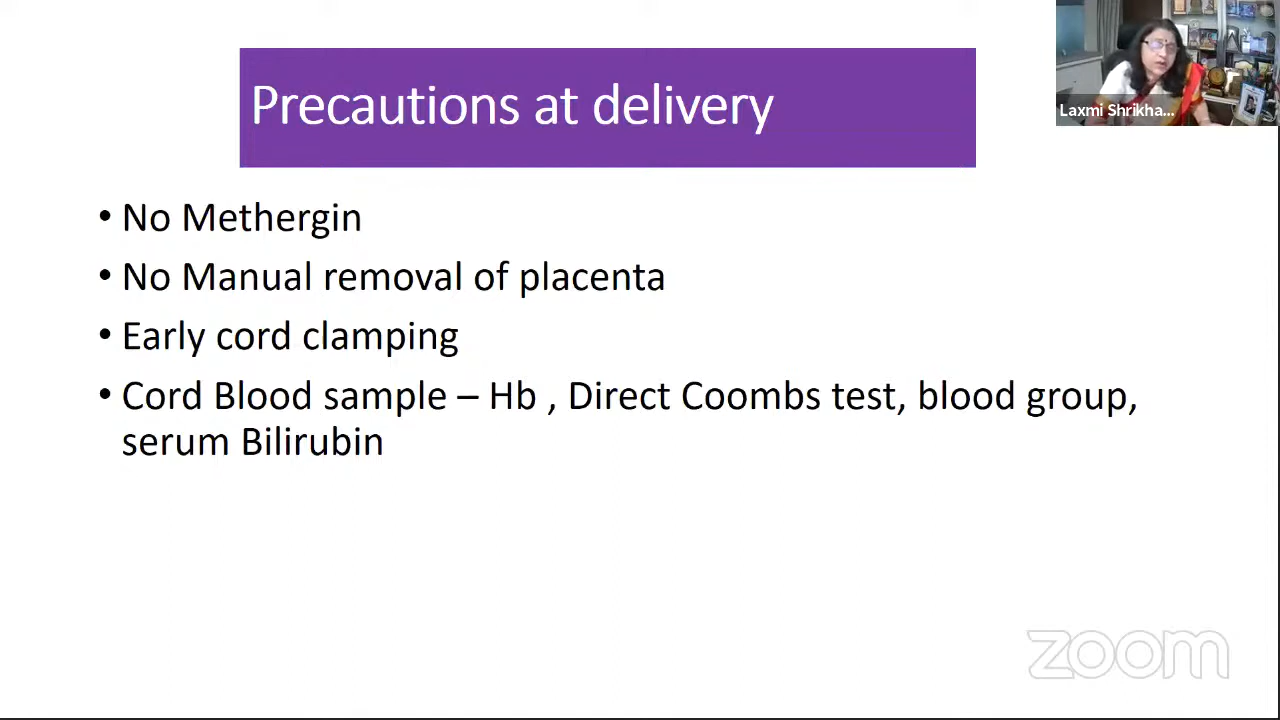 Precautions at delivery
Laxmi Shrikha...
• No Methergin
• No Manual removal of placenta
• Early cord clamping
• Cord Blood sample – Hb , Direct Coombs test, blood group,
serum Bilirubin
zoom